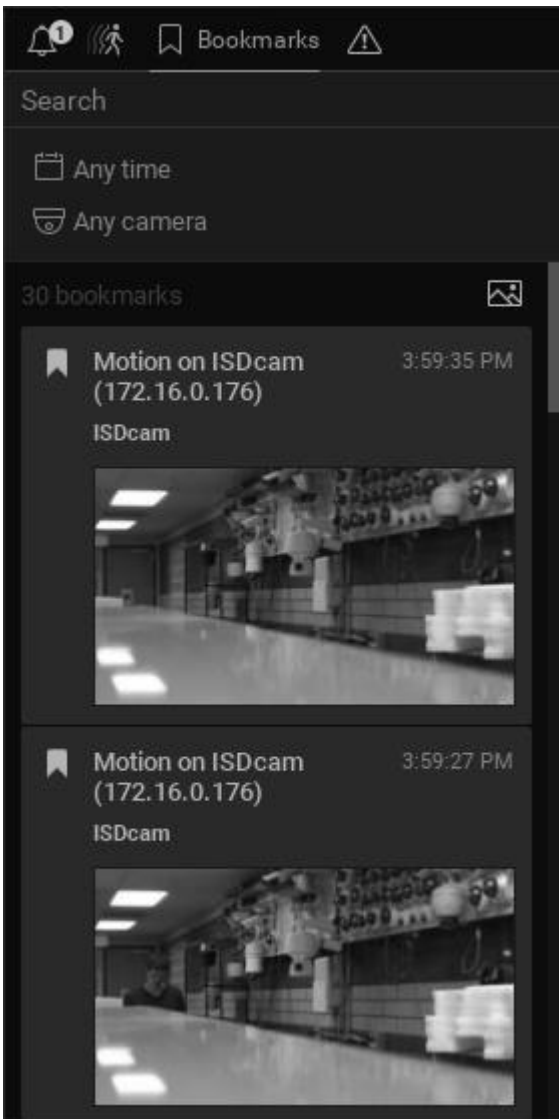 1
Bookmarks
Search
Any time
Any camera
30 bookmarks
Motion on ISDcam
(172.16.0.176)
3:59:35 PM
ISDcam
Motion on ISDcam
(172.16.0.176)
3:59:27 PM
ISDcam